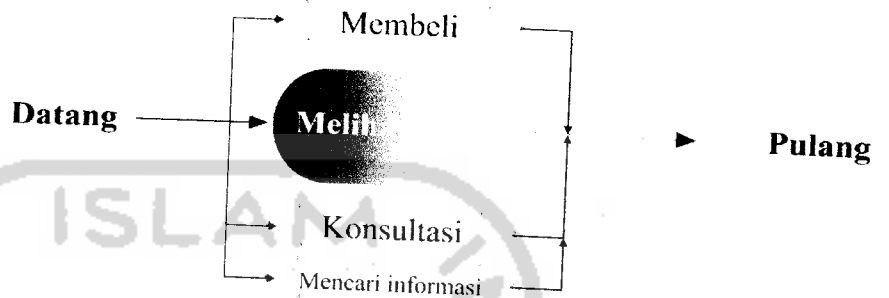 Membeli
Datang
Pulang
ISLAM
Konsultasi
Mencari informasi